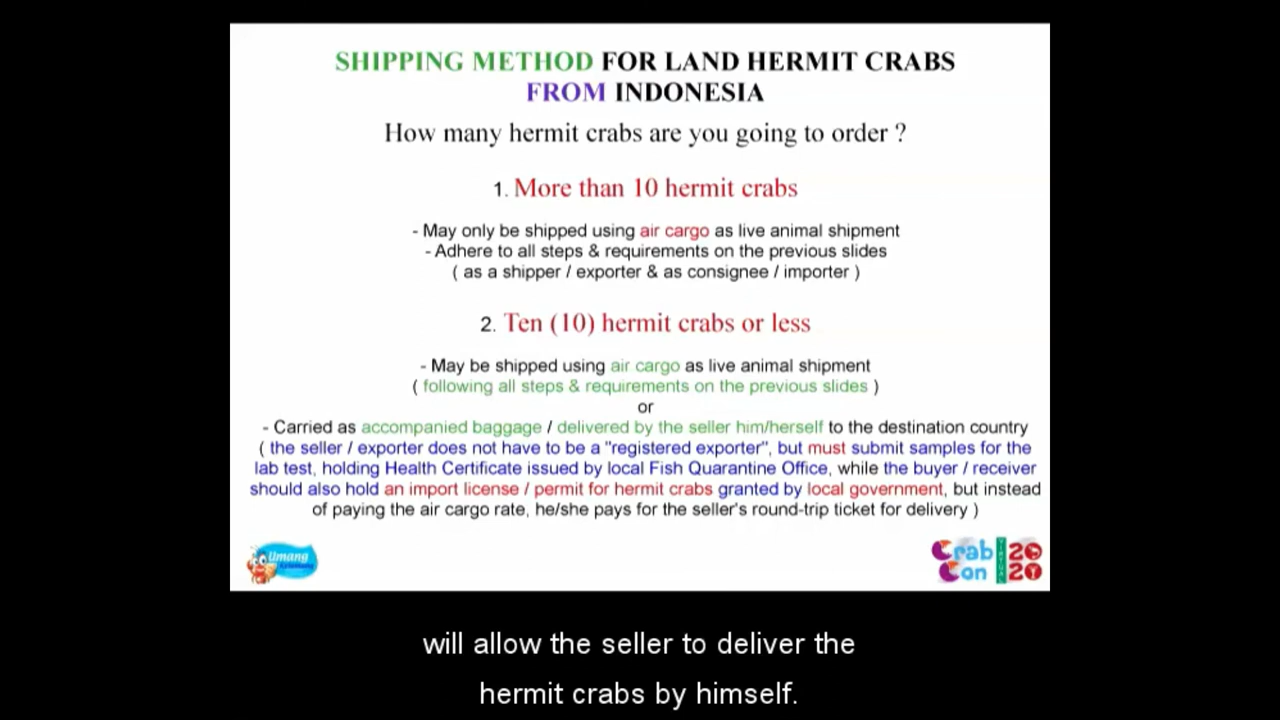 SHIPPING METHOD FOR LAND HERMIT CRABS
FROM INDONESIA
How many hermit crabs are you going to order ?
1. More than 10 hermit crabs
- May only be shipped using air cargo as live animal shipment
- Adhere to all steps & requirements on the previous slides
( as a shipper / exporter & as consignee / importer )
2. Ten (10) hermit crabs or less
- May be shipped using air cargo as live animal shipment
( following all steps & requirements on the previous slides )
or
- Carried as accompanied baggage / delivered by the seller him/herself to the destination country
( the seller / exporter does not have to be a "registered exporter", but must submit samples for the
lab test, holding Health Certificate issued by local Fish Quarantine Office, while the buyer / receiver
should also hold an import license / permit for hermit crabs granted by local government, but instead
of paying the air cargo rate, he/she pays for the seller's round-trip ticket for delivery )
Umang
Crab
Con
VIRTUAL
20
20
will allow the seller to deliver the
hermit crabs by himself.